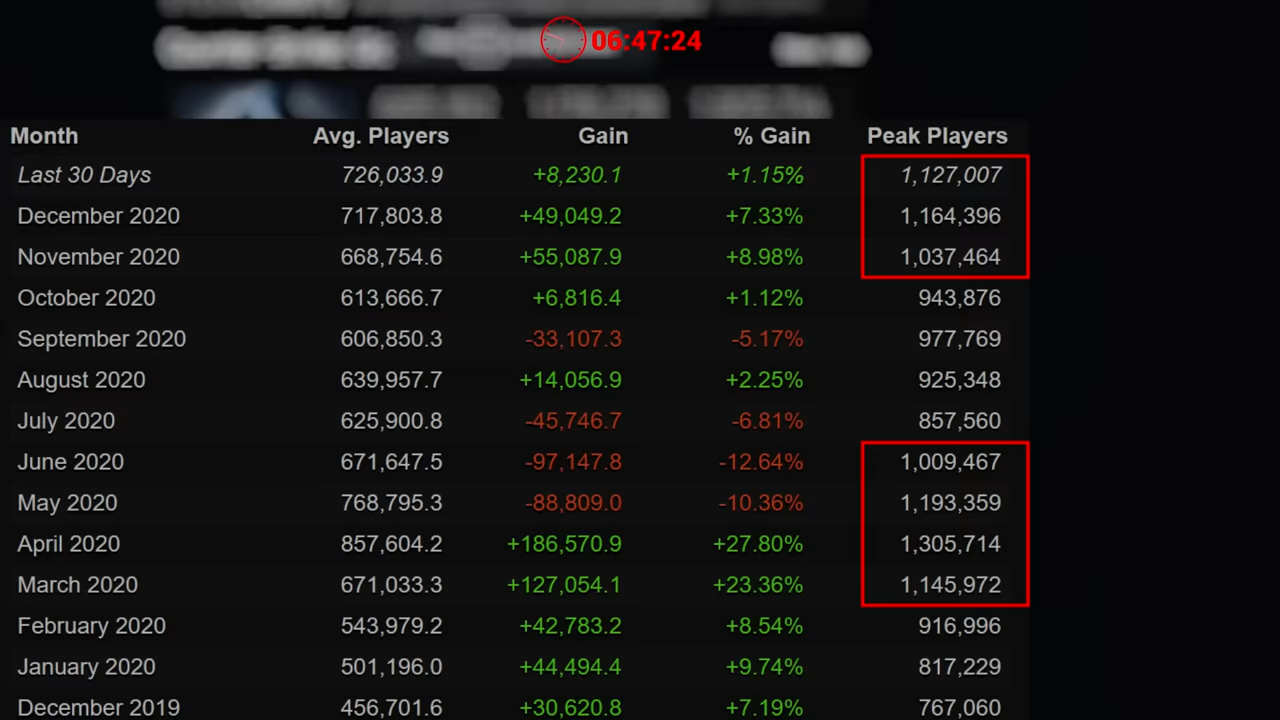 06:47:24
Month Avg. Players Gain % Gain Peak Players
Last 30 Days 726,033.9 +8,230.1 +1.15% 1,127,007
December 2020 717,803.8 +49,049.2 +7.33% 1,164,396
November 2020 668,754.6 +55,087.9 +8.98% 1,037,464
October 2020 613,666.7 +6,816.4 +1.12% 943,876
September 2020 606,850.3 -33,107.3 -5.17% 977,769
August 2020 639,957.7 +14,056.9 +2.25% 925,348
July 2020 625,900.8 -45,746.7 -6.81% 857,560
June 2020 671,647.5 -97,147.8 -12.64% 1,009,467
May 2020 768,795.3 -88,809.0 -10.36% 1,193,359
April 2020 857,604.2 +186,570.9 +27.80% 1,305,714
March 2020 671,033.3 +127,054.1 +23.36% 1,145,972
February 2020 543,979.2 +42,783.2 +8.54% 916,996
January 2020 501,196.0 +44,494.4 +9.74% 817,229
December 2019 456,701.6 +30,620.8 +7.19% 767,060